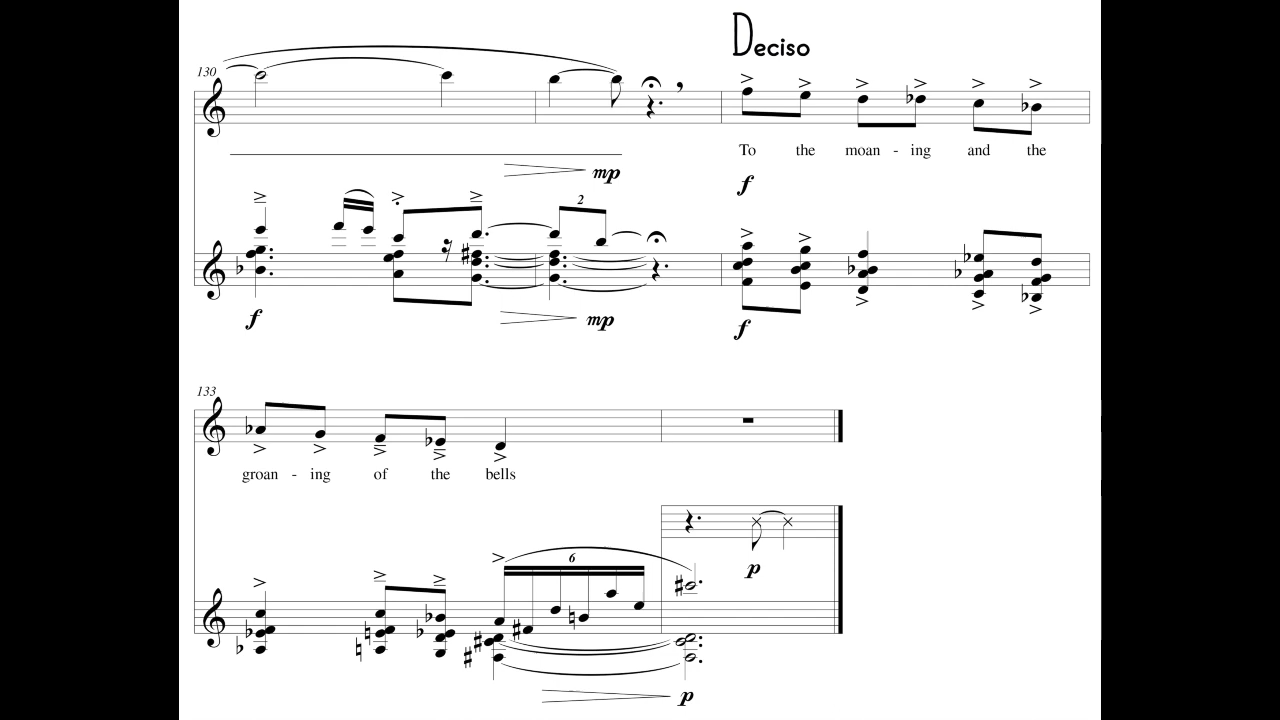 Deciso
130
mp
To the moan - ing and the
f
2
f
mp
f
133
groan - ing of the bells
6
p
p